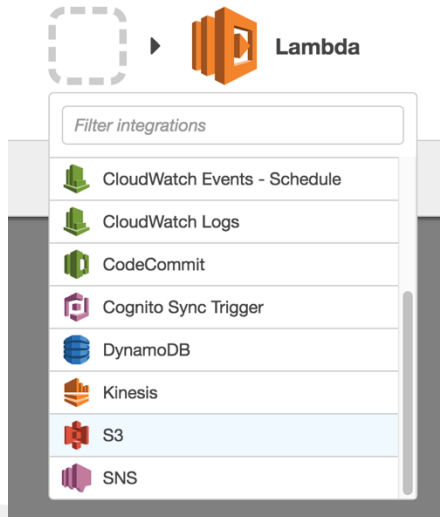 Lambda
Filter integrations
CloudWatch Events - Schedule
CloudWatch Logs
CodeCommit
Cognito Sync Trigger
DynamoDB
Kinesis
S3
SNS